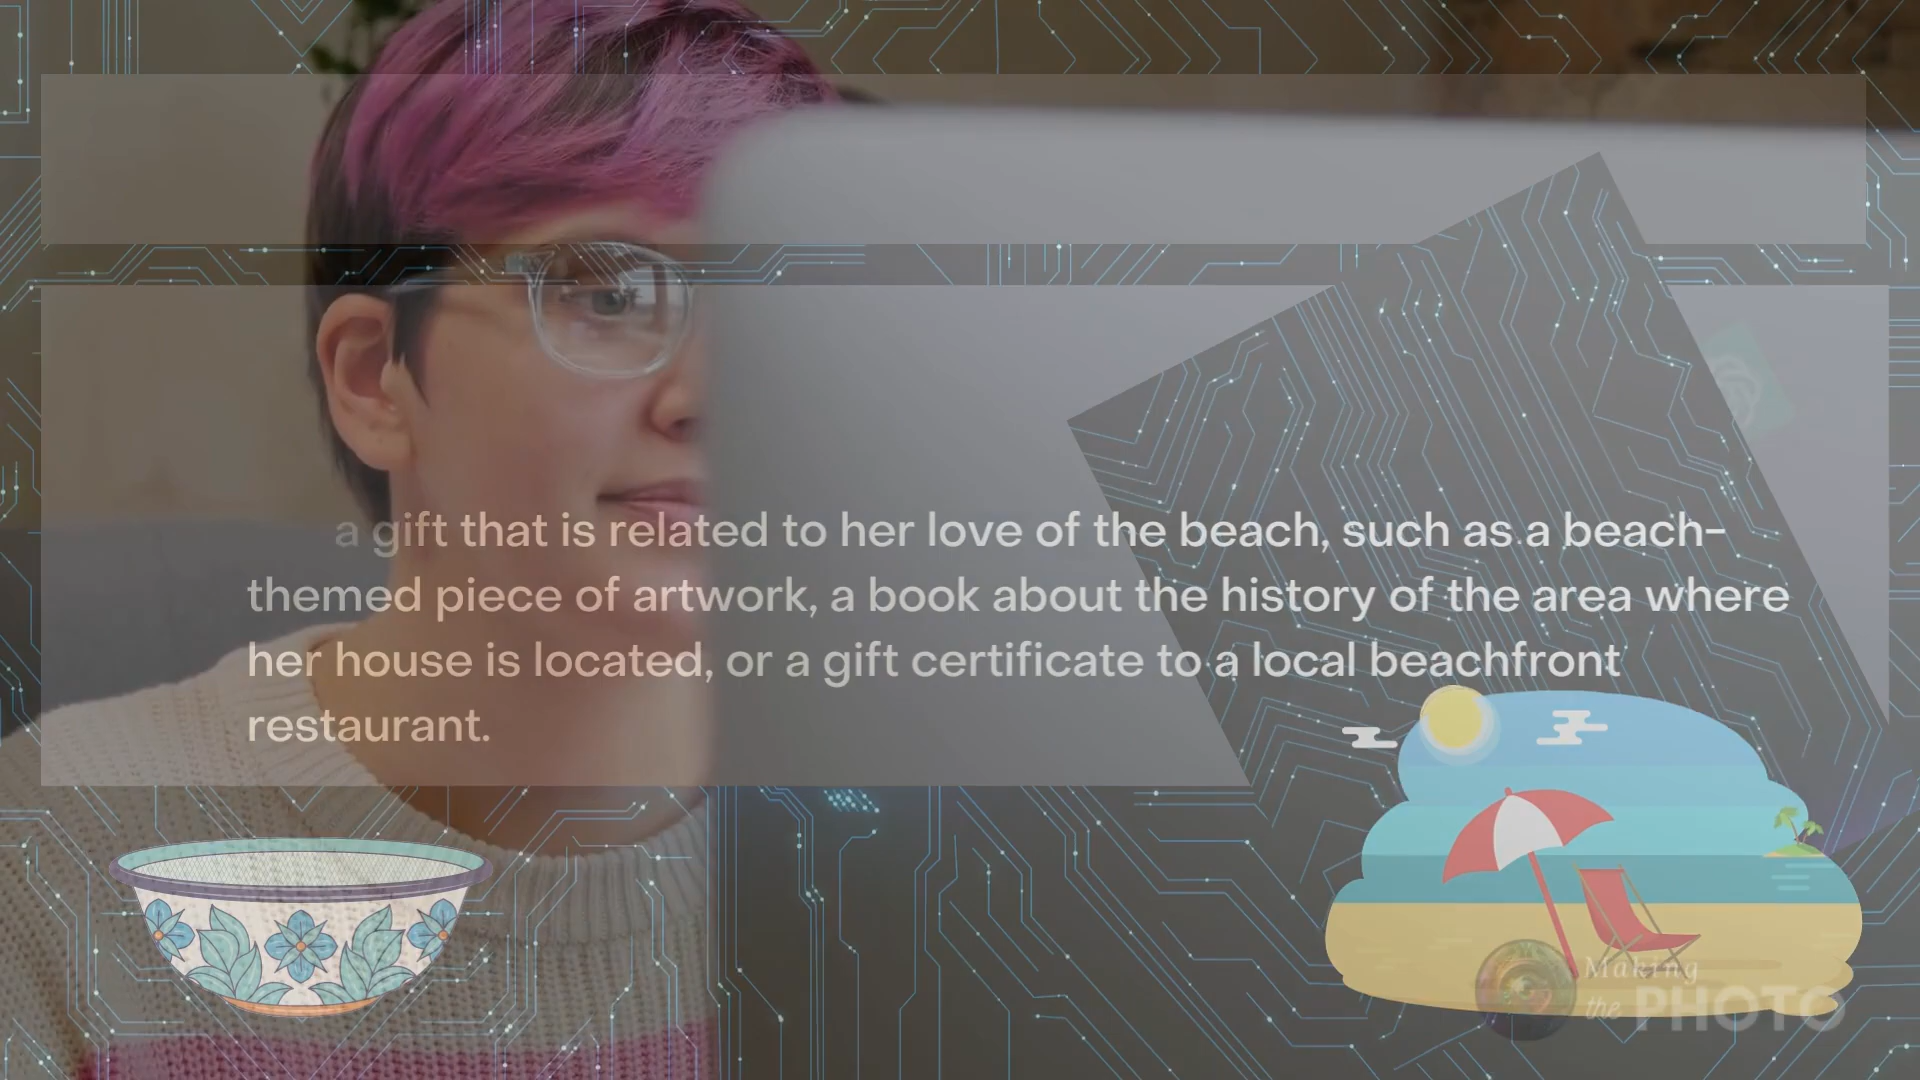 a gift that is related to her love of the beach, such as a beach-
themed piece of artwork, a book about the history of the area where
her house is located, or a gift certificate to a local beachfront
restaurant.
Making
the PHOTO